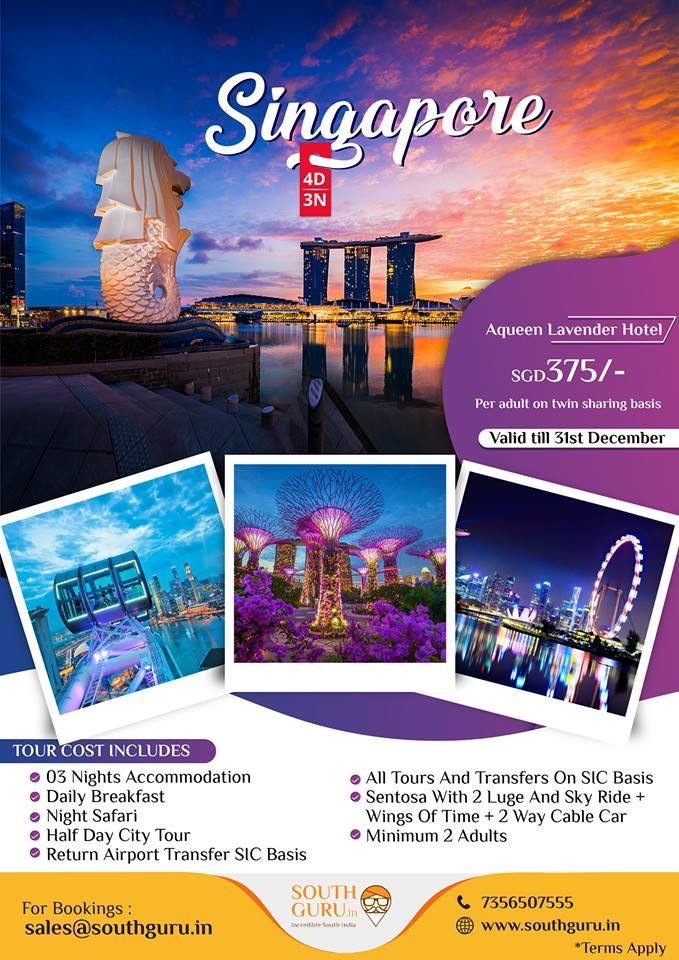 Singapore
4D
3N
Aqueen Lavender Hotel
SGD375/-
Per adult on twin sharing basis
Valid till 31st December
TOUR COST INCLUDES
03 Nights Accommodation
Daily Breakfast
Night Safari
Half Day City Tour
Return Airport Transfer SIC Basis
All Tours And Transfers On SIC Basis
Sentosa With 2 Luge And Sky Ride +
Wings Of Time + 2 Way Cable Car
Minimum 2 Adults
For Bookings :
sales@southguru.in
SOUTH
GURU.in
Incredible South India
7356507555
www.southguru.in
*Terms Apply